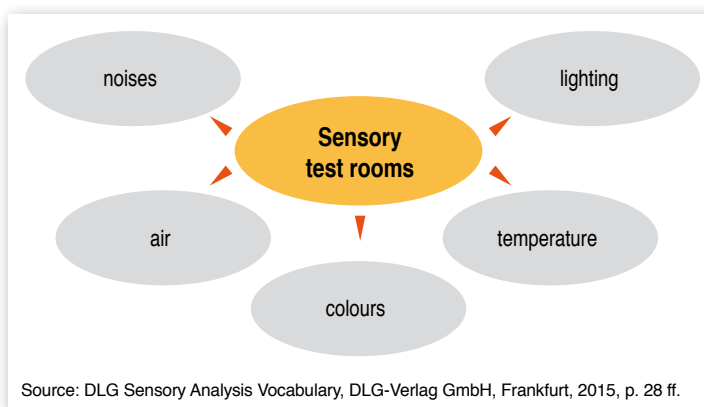 noises
lighting
Sensory
test rooms
air
temperature
colours
Source: DLG Sensory Analysis Vocabulary, DLG-Verlag GmbH, Frankfurt, 2015, p. 28 ff.